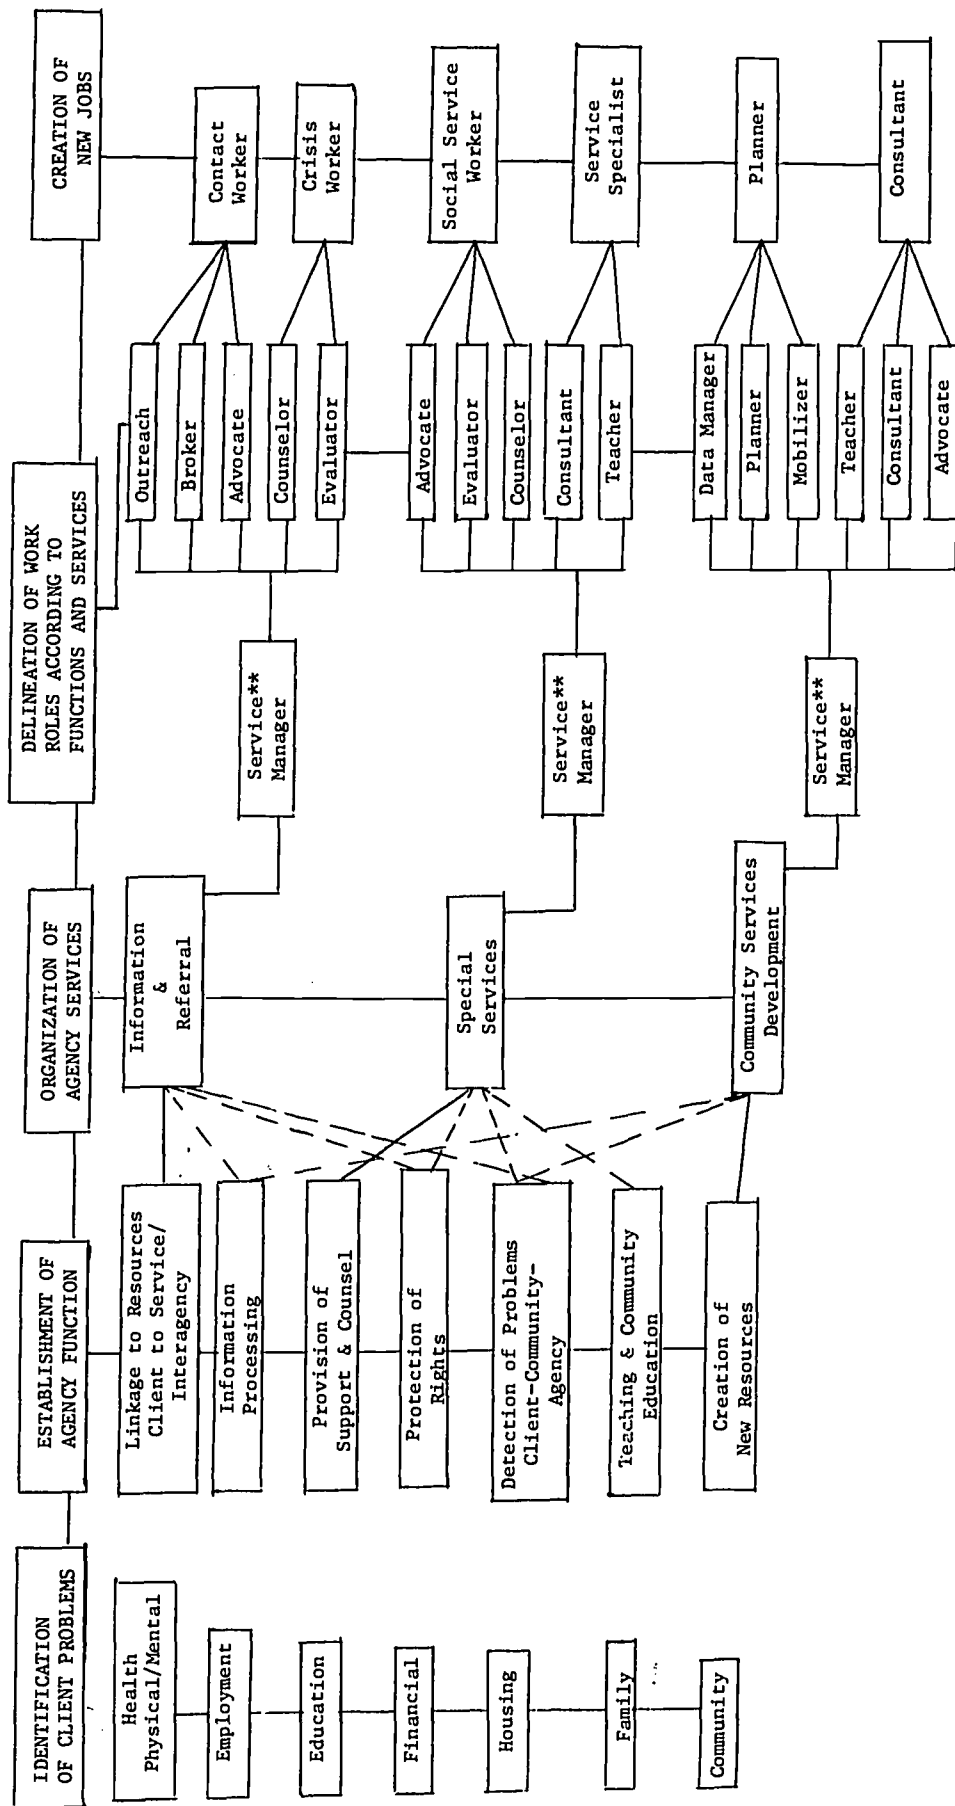 IDENTIFICATION
OF CLIENT PROBLEMS
Health
Physical/Mental
Employment
Education
Financial
Housing
Family
Community
ESTABLISHMENT OF
AGENCY FUNCTION
Linkage to Resources
Client to Service/
Interagency
Information
Processing
Provision of
Support & Counsel
Protection of
Rights
Detection of Problems
Client-Community-
Agency
Teaching & Community
Education
Creation of
New Resources
ORGANIZATION OF
AGENCY SERVICES
Information
&
Referral
Special
Services
Community Services
Development
DELINEATION OF WORK
ROLES ACCORDING TO
FUNCTIONS AND SERVICES
Service**
Manager
Service**
Manager
Service**
Manager
Outreach
Broker
Advocate
Counselor
Evaluator
Advocate
Evaluator
Counselor
Consultant
Teacher
Data Manager
Planner
Mobilizer
Teacher
Consultant
Advocate
CREATION OF
NEW JOBS
Contact
Worker
Crisis
Worker
Social Service
Worker
Service
Specialist
Planner
Consultant